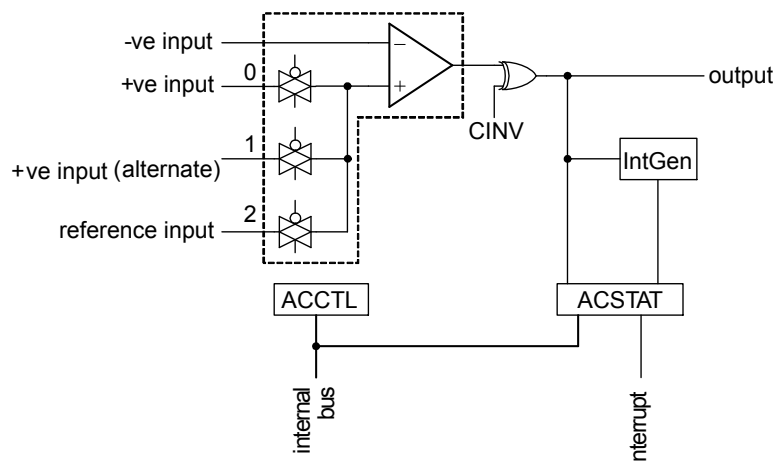 -ve input
+ve input
0
+ve input (alternate)
1
reference input
2
−
+
CINV
output
IntGen
ACCTL
ACSTAT
internal
bus
nterrupt